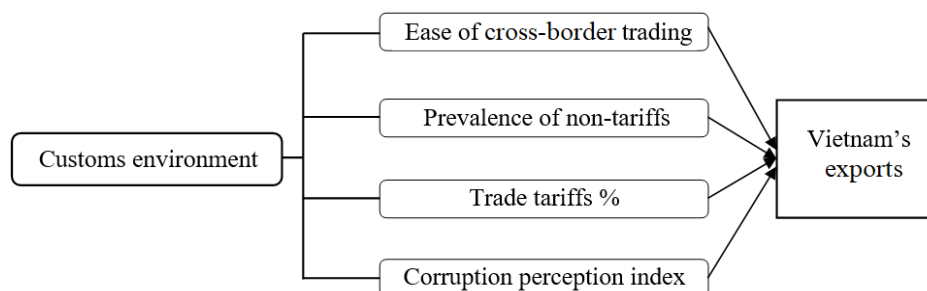 Ease of cross-border trading
Prevalence of non-tariffs
Customs environment
Trade tariffs %
Corruption perception index
Vietnam’s
exports